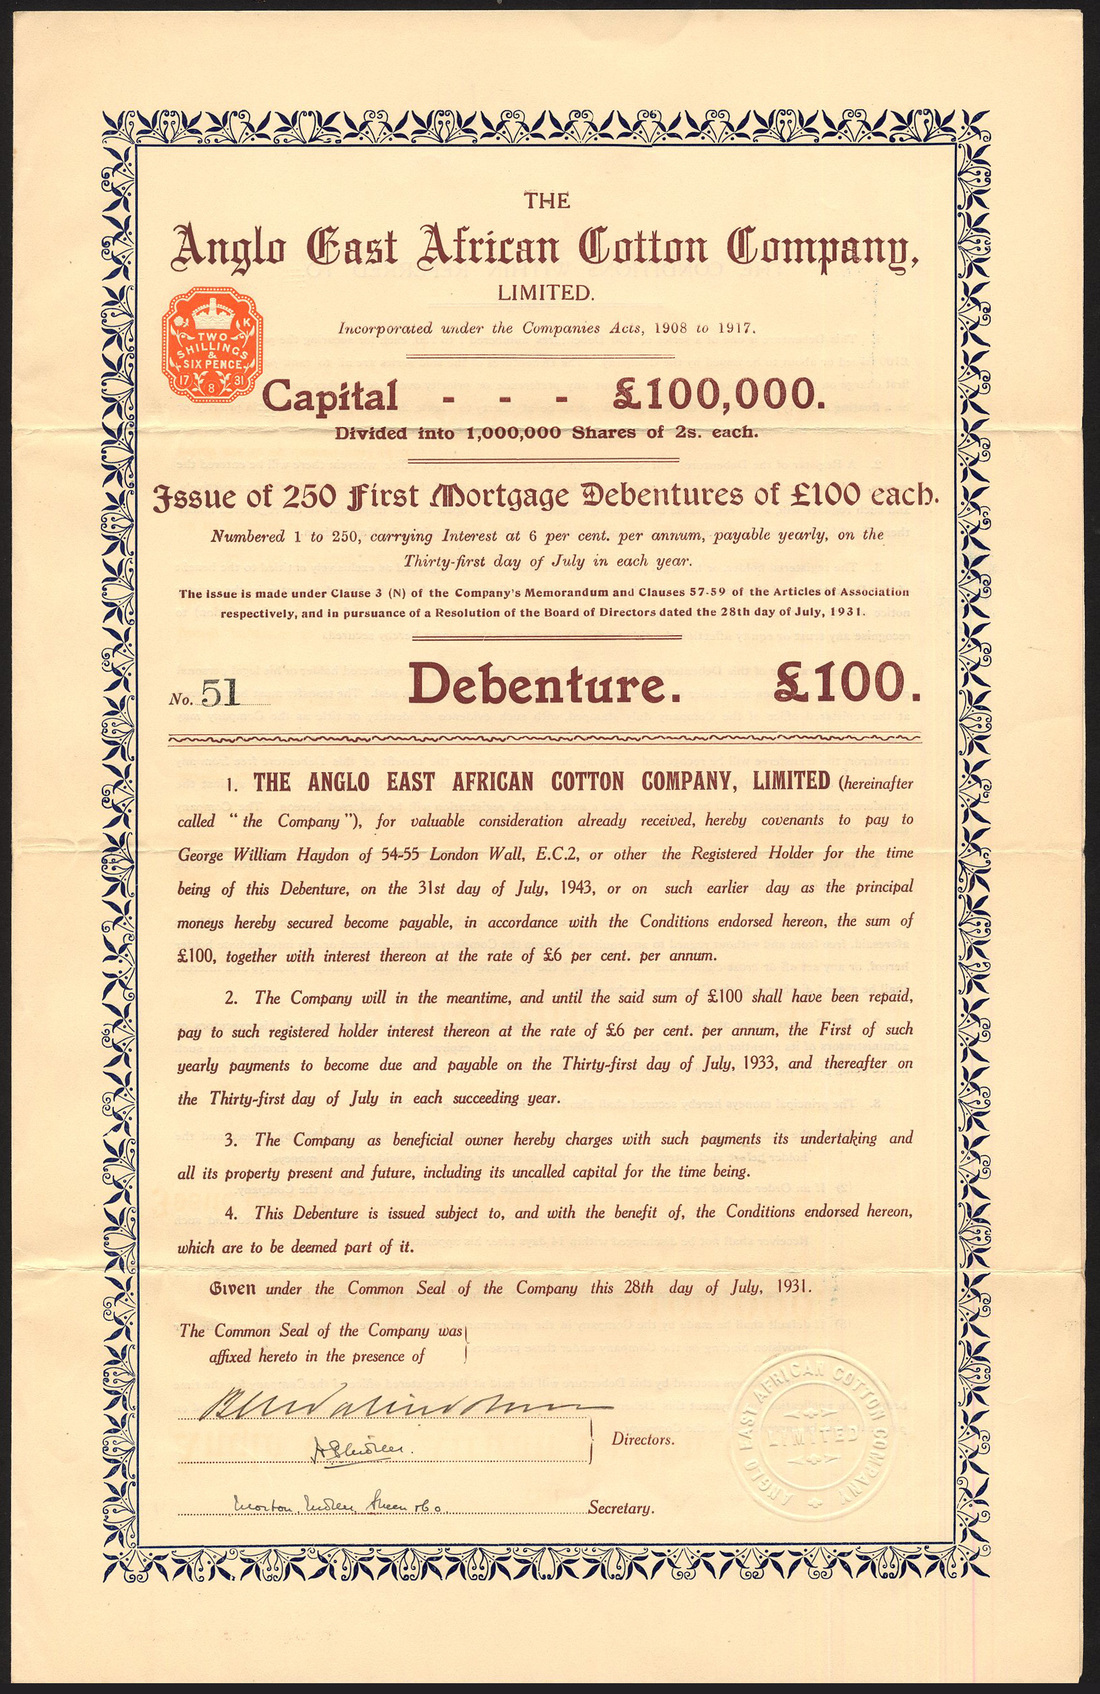 THE
Anglo East African Cotton Company,
LIMITED.
Incorporated under the Companies Acts, 1908 to 1917.
J K
TWO
SHILLINGS
&
SIX PENCE
17 8 31
Capital - - - £100,000.
Divided into 1,000,000 Shares of 2s. each.
Issue of 250 First Mortgage Debentures of £100 each.
Numbered 1 to 250, carrying Interest at 6 per cent. per annum, payable yearly, on the
Thirty-first day of July in each year.
The issue is made under Clause 3 (N) of the Company's Memorandum and Clauses 57-59 of the Articles of Association
respectively, and in pursuance of a Resolution of the Board of Directors dated the 28th day of July, 1931.
No. 51 Debenture. £100.
1. THE ANGLO EAST AFRICAN COTTON COMPANY, LIMITED (hereinafter
called "the Company"), for valuable consideration already received, hereby covenants to pay to
George William Haydon of 54-55 London Wall, E.C.2, or other the Registered Holder for the time
being of this Debenture, on the 31st day of July, 1943, or on such earlier day as the principal
moneys hereby secured become payable, in accordance with the Conditions endorsed hereon, the sum of
£100, together with interest thereon at the rate of £6 per cent. per annum.
2. The Company will in the meantime, and until the said sum of £100 shall have been repaid,
pay to such registered holder interest thereon at the rate of £6 per cent. per annum, the First of such
yearly payments to become due and payable on the Thirty-first day of July, 1933, and thereafter on
the Thirty-first day of July in each succeeding year.
3. The Company as beneficial owner hereby charges with such payments its undertaking and
all its property present and future, including its uncalled capital for the time being.
4. This Debenture is issued subject to, and with the benefit of, the Conditions endorsed hereon,
which are to be deemed part of it.
Given under the Common Seal of the Company this 28th day of July, 1931.
The Common Seal of the Company was
affixed hereto in the presence of
Directors.
Secretary.
ANGLO EAST AFRICAN COTTON COMPANY
LIMITED